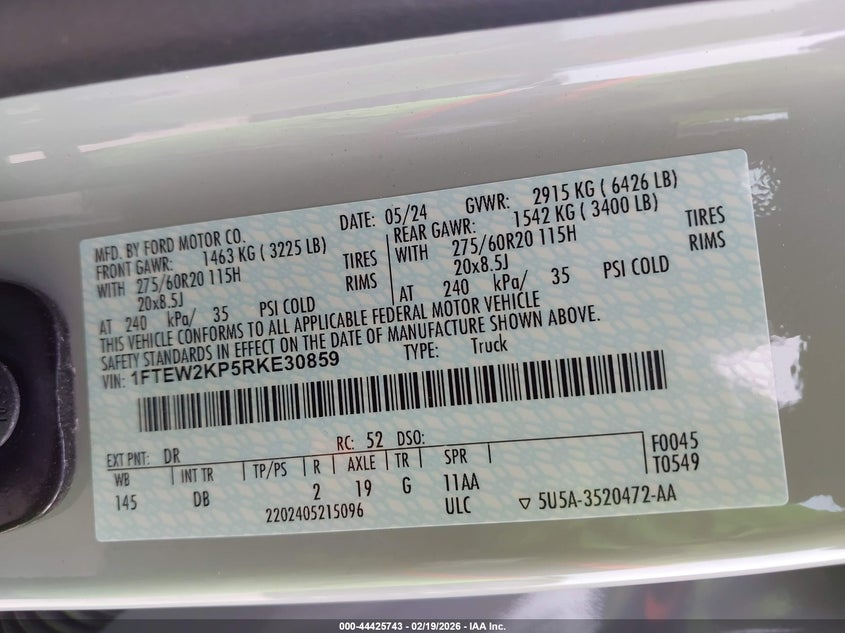 MFD. BY FORD MOTOR CO.
DATE: 05/24 GVWR: 2915 KG ( 6426 LB)
FRONT GAWR: 1463 KG ( 3225 LB)
REAR GAWR: 1542 KG ( 3400 LB)
WITH 275/60R20 115H TIRES
WITH 275/60R20 115H TIRES
20x8.5J RIMS
20x8.5J RIMS
AT 240 kPa/ 35 PSI COLD
AT 240 kPa/ 35 PSI COLD
THIS VEHICLE CONFORMS TO ALL APPLICABLE FEDERAL MOTOR VEHICLE
SAFETY STANDARDS IN EFFECT ON THE DATE OF MANUFACTURE SHOWN ABOVE.
VIN: 1FTEW2KP5RKE30859 TYPE: Truck
EXT PNT: DR RC: 52 DSO: F0045
WB INT TR TP/PS R AXLE TR SPR T0549
145 DB 2 19 G 11AA
2202405215096 ULC ▽ 5U5A-3520472-AA
000-44425743 | 02/19/2026 - IAA Inc.